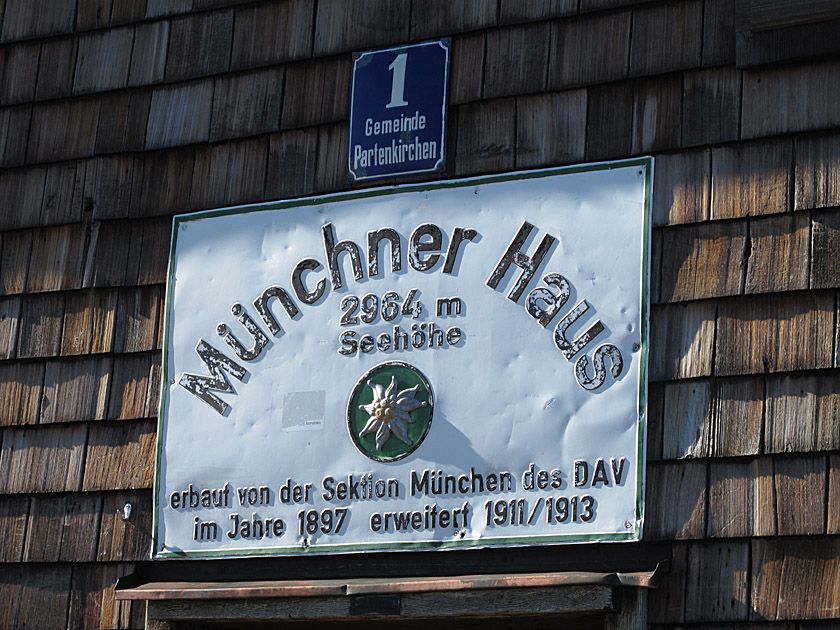 1
Gemeinde
Partenkirchen
Münchner Haus
2964 m
Seehöhe
erbaut von der Sektion München des DAV
im Jahre 1897 erweitert 1911/1913